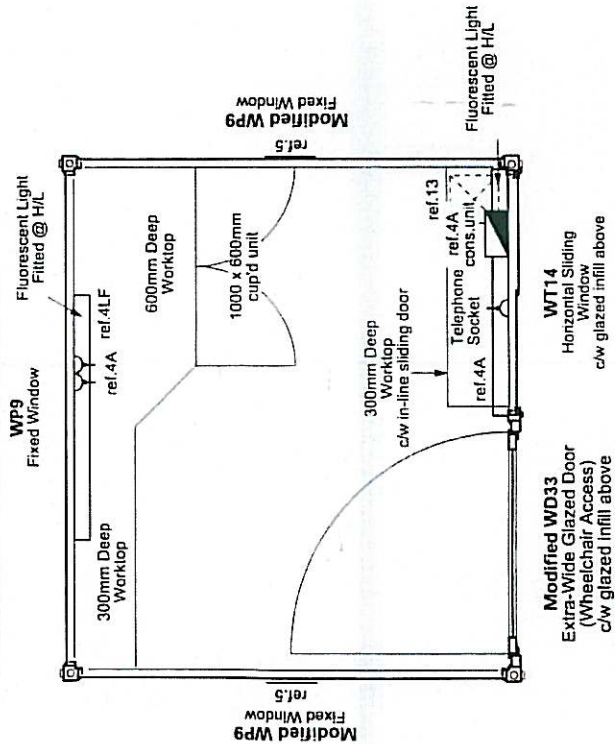 Fluorescent Light
Fitted @ H/L
WP9
Fixed Window
ref.4LF
ref.4A
300mm Deep
Worktop
600mm Deep
Worktop
1000 x 600mm
cup'd unit
Modified WP9
Fixed Window
ref.5
Modified WP9
Fixed Window
ref.5
300mm Deep
Worktop
c/w in-line sliding door
ref.13
ref.4A
cons.unit
Telephone
Socket
ref.4A
Fluorescent Light
Fitted @ H/L
Modified WD33
Extra-Wide Glazed Door
(Wheelchair Access)
c/w glazed infill above
WT14
Horizontal Sliding
Window
c/w glazed infill above